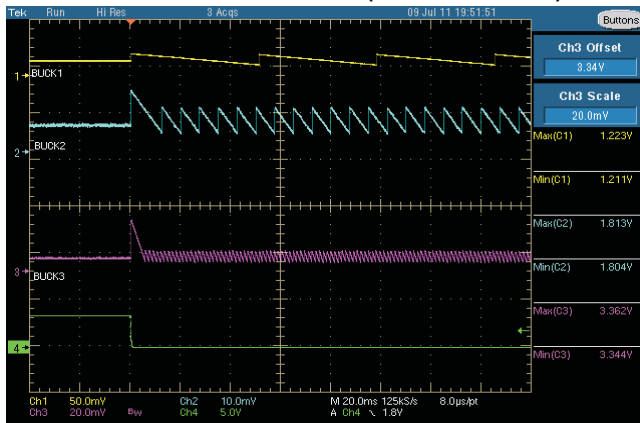 Tek Run Hi Res 3 Acqs 09 Jul 11 19:51:51
Buttons
Ch3 Offset
3.34V
Ch3 Scale
20.0mV
1
BUCK1
Max(C1) 1.223V
2
BUCK2
Min(C1) 1.211V
Max(C2) 1.813V
3
BUCK3
Min(C2) 1.804V
Max(C3) 3.362V
4
Min(C3) 3.344V
Ch1 50.0mV Ch2 10.0mV M 20.0ms 125kS/s 8.0µs/pt
Ch3 20.0mV BW Ch4 5.0V A Ch4 1.8V